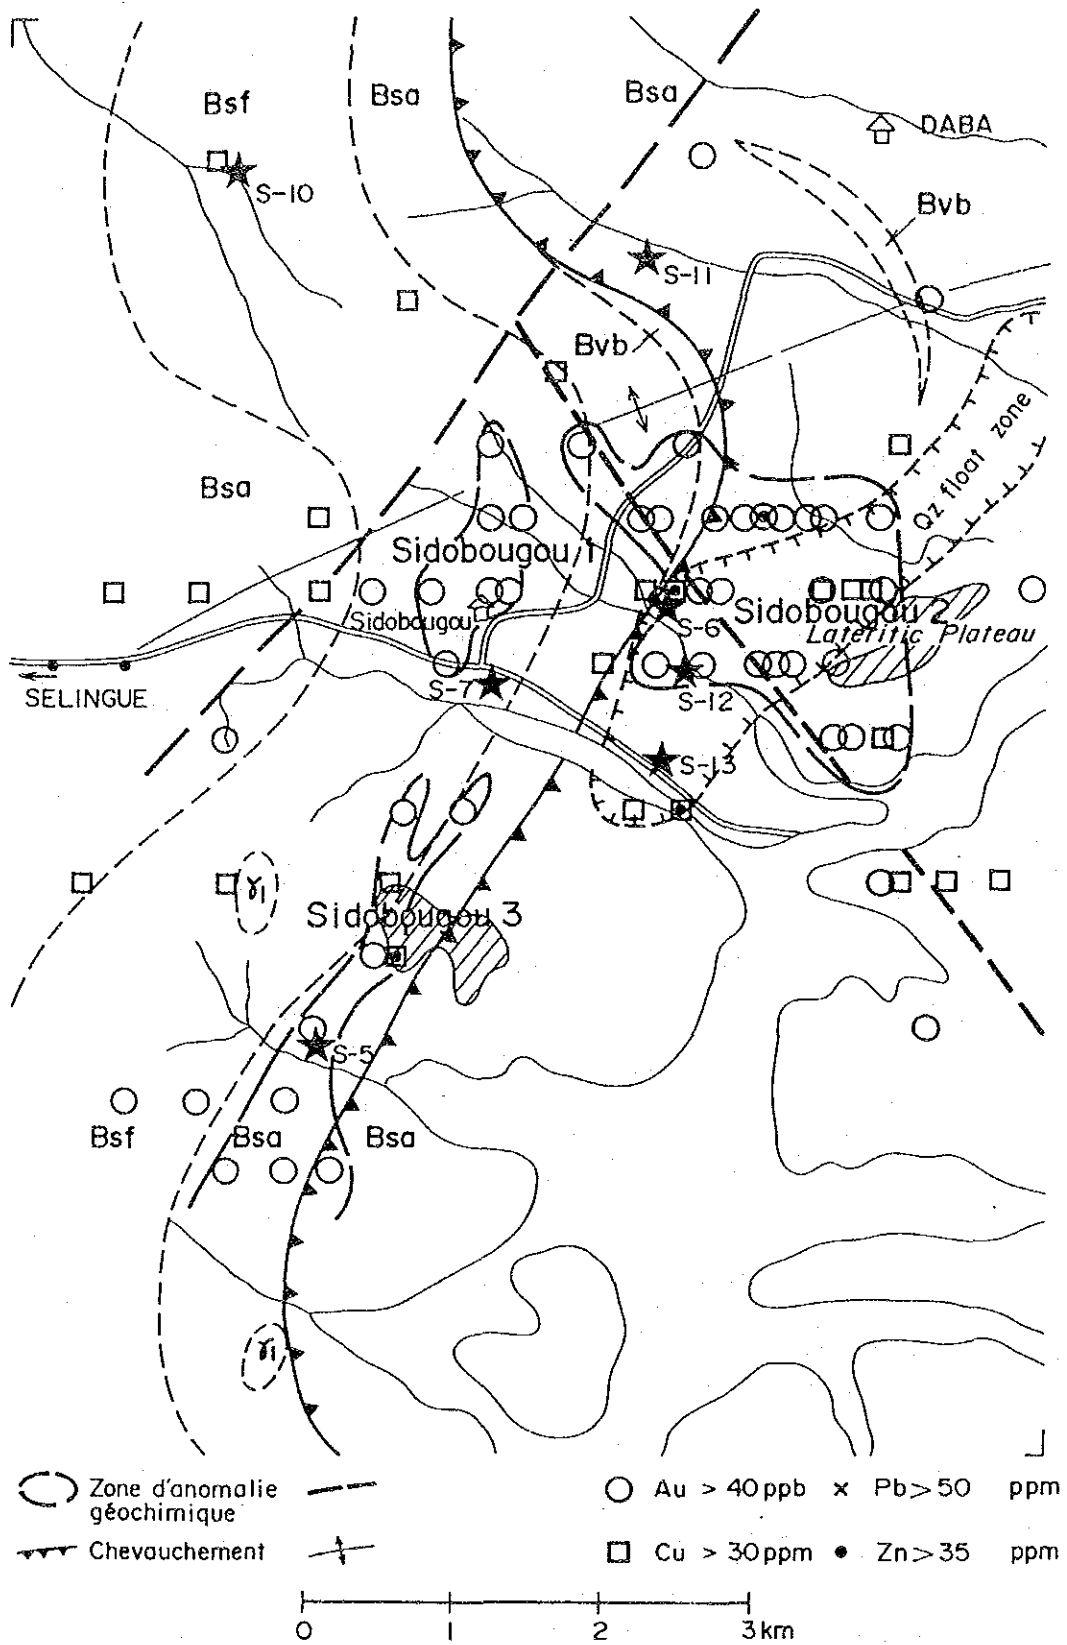 Bsf
Bsa
Bsa
DABA
S-10
Bvb
S-11
Bvb
Qz float zone
Bsa
Sidobougou 1
Sidobougou 2
Sidobougou
S-6
Lateritic Plateau
S-7
SELINGUE
S-12
S-13
γ1
Sidobougou 3
S-5
Bsf
Bsa
Bsa
γ1
Zone d'anomalie
géochimique
Au > 40 ppb
Pb > 50 ppm
Chevauchement
Cu > 30 ppm
Zn > 35 ppm
0 1 2 3 km